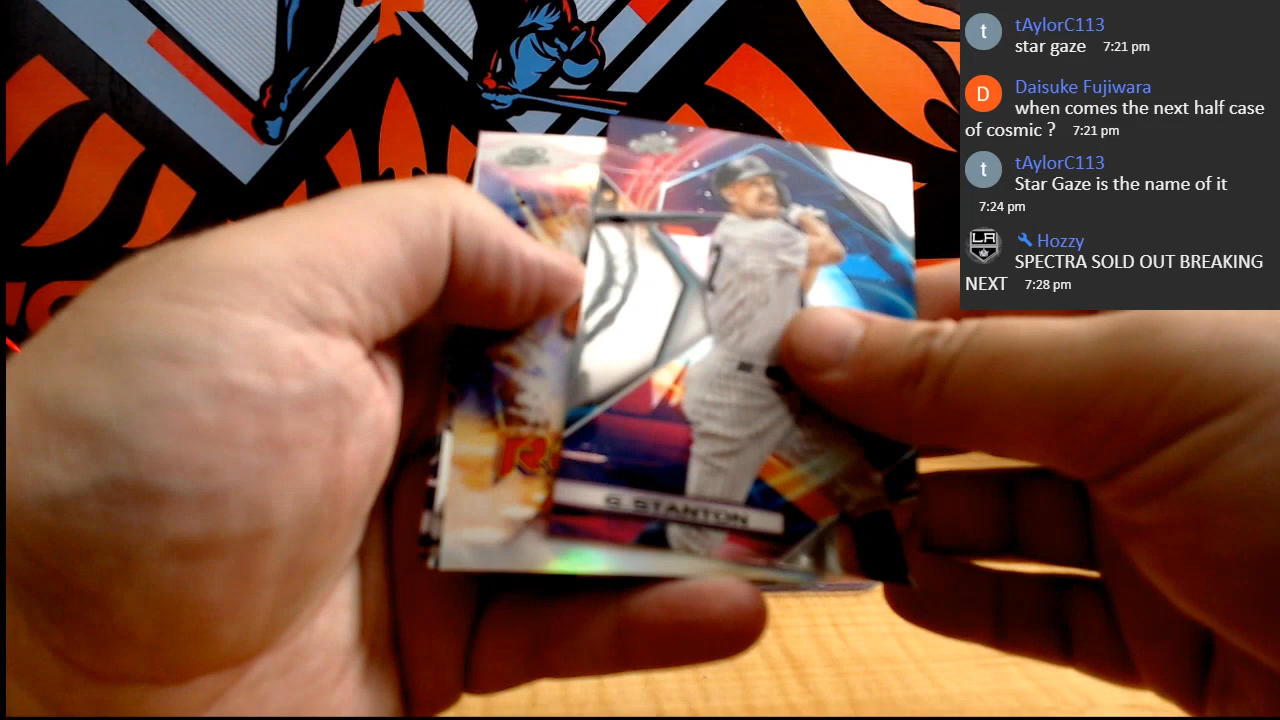 t
tAylorC113
star gaze 7:21 pm
D
Daisuke Fujiwara
when comes the next half case
of cosmic ? 7:21 pm
t
tAylorC113
Star Gaze is the name of it
7:24 pm
LA
Hozzy
SPECTRA SOLD OUT BREAKING
NEXT 7:28 pm
G. STANTON